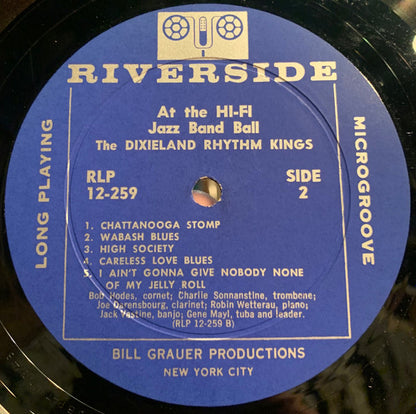 RIVERSIDE
At the HI-FI
Jazz Band Ball
The DIXIELAND RHYTHM KINGS
LONG PLAYING
MICROGROOVE
RLP
12-259
SIDE
2
1. CHATTANOOGA STOMP
2. WABASH BLUES
3. HIGH SOCIETY
4. CARELESS LOVE BLUES
5. I AIN'T GONNA GIVE NOBODY NONE
OF MY JELLY ROLL
Bob Hodes, cornet; Charlie Sonnanstine, trombone;
Joe Darensbourg, clarinet; Robin Wetterau, piano;
Jack Vastine, banjo; Gene Mayl, tuba and leader.
(RLP 12-259 B)
BILL GRAUER PRODUCTIONS
NEW YORK CITY